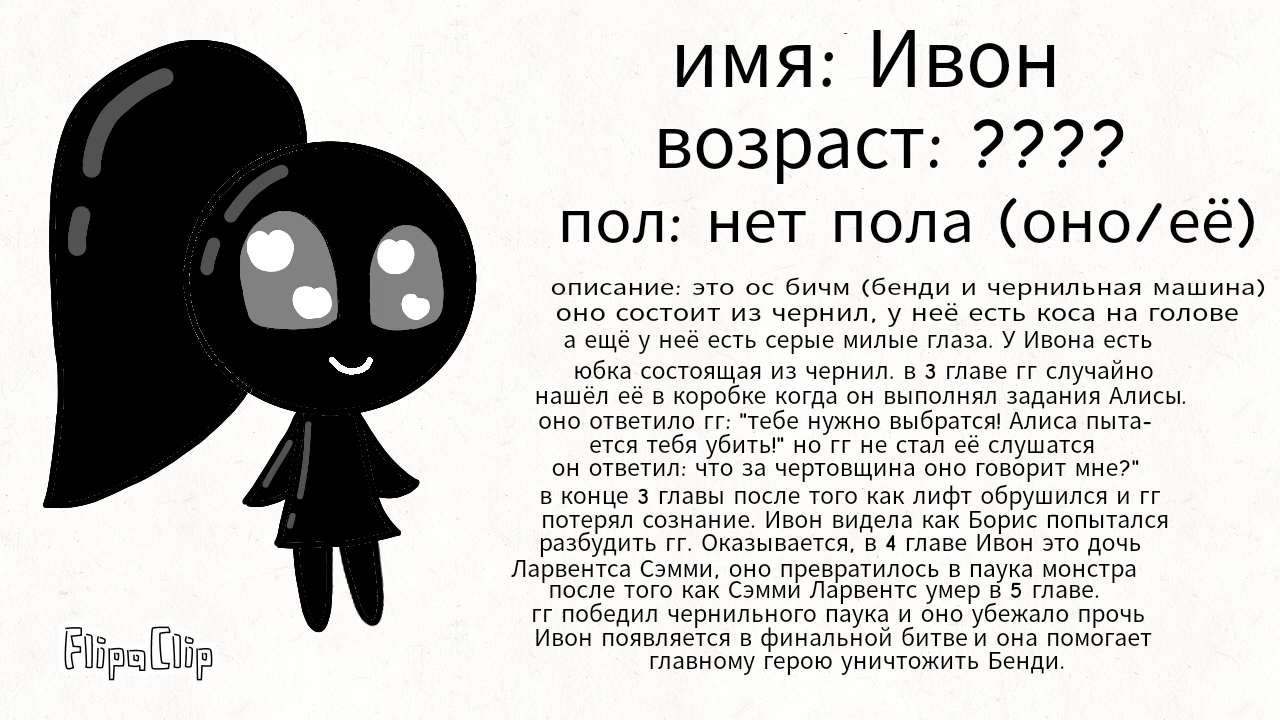 имя: Ивон
возраст: ????
пол: нет пола (оно/её)
описание: это ос бичм (бенди и чернильная машина)
оно состоит из чернил, у неё есть коса на голове
а ещё у неё есть серые милые глаза. У Ивона есть
юбка состоящая из чернил. в 3 главе гг случайно
нашёл её в коробке когда он выполнял задания Алисы.
оно ответило гг: "тебе нужно выбратся! Алиса пыта-
ется тебя убить!" но гг не стал её слушатся
он ответил: что за чертовщина оно говорит мне?"
в конце 3 главы после того как лифт обрушился и гг
потерял сознание. Ивон видела как Борис попытался
разбудить гг. Оказывается, в 4 главе Ивон это дочь
Ларвентса Сэмми, оно превратилось в паука монстра
после того как Сэмми Ларвентс умер в 5 главе.
гг победил чернильного паука и оно убежало прочь
Ивон появляется в финальной битве и она помогает
главному герою уничтожить Бенди.
FlipaClip